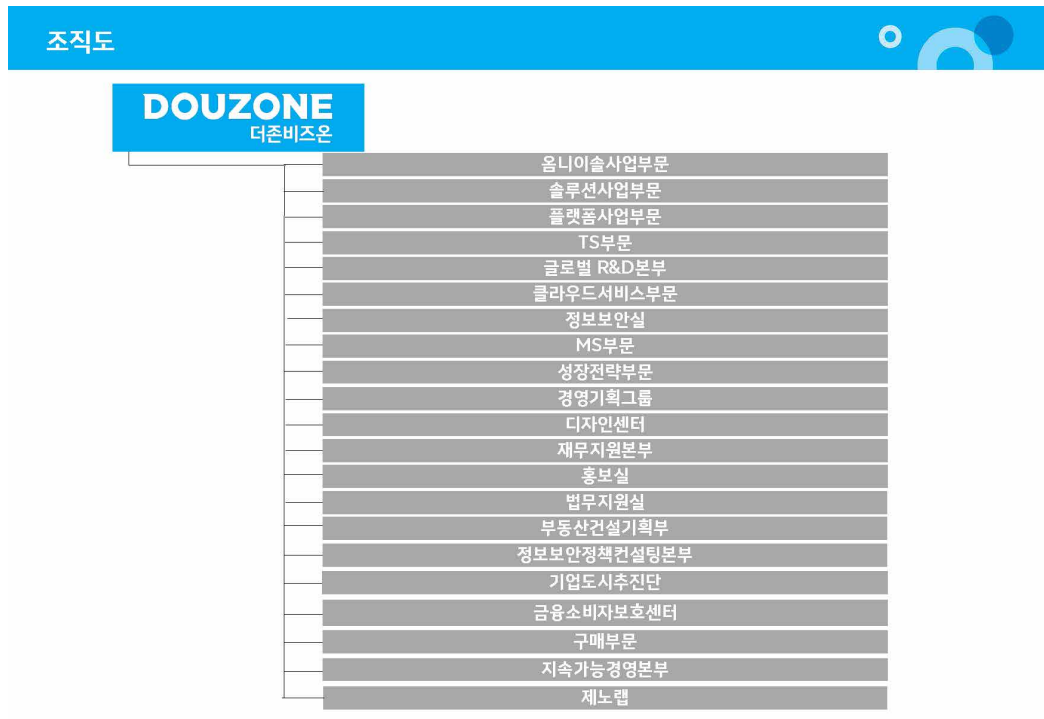 조직도
DOUZONE
더존비즈온
옴니이솔사업부문
솔루션사업부문
플랫폼사업부문
TS부문
글로벌 R&D본부
클라우드서비스부문
정보보안실
MS부문
성장전략부문
경영기획그룹
디자인센터
재무지원본부
홍보실
법무지원실
부동산건설기획부
정보보안정책컨설팅본부
기업도시추진단
금융소비자보호센터
구매부문
지속가능경영본부
제노랩